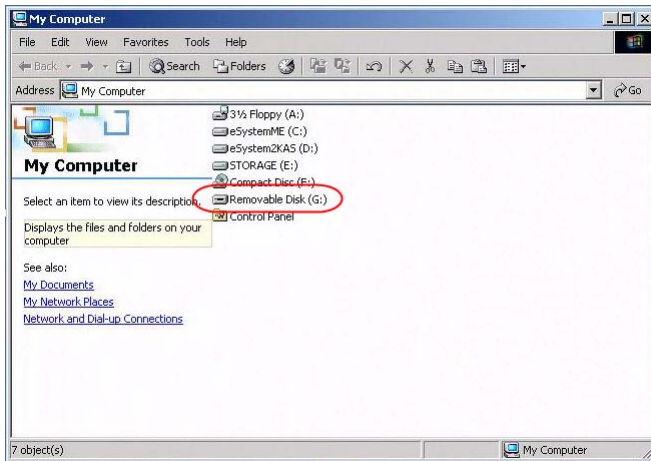 My Computer
File Edit View Favorites Tools Help
Back Search Folders
Address My Computer Go
My Computer
Select an item to view its description.
Displays the files and folders on your
computer
See also:
My Documents
My Network Places
Network and Dial-up Connections
3½ Floppy (A:)
eSystemME (C:)
eSystem2KAS (D:)
STORAGE (E:)
Compact Disc (F:)
Removable Disk (G:)
Control Panel
7 object(s) My Computer